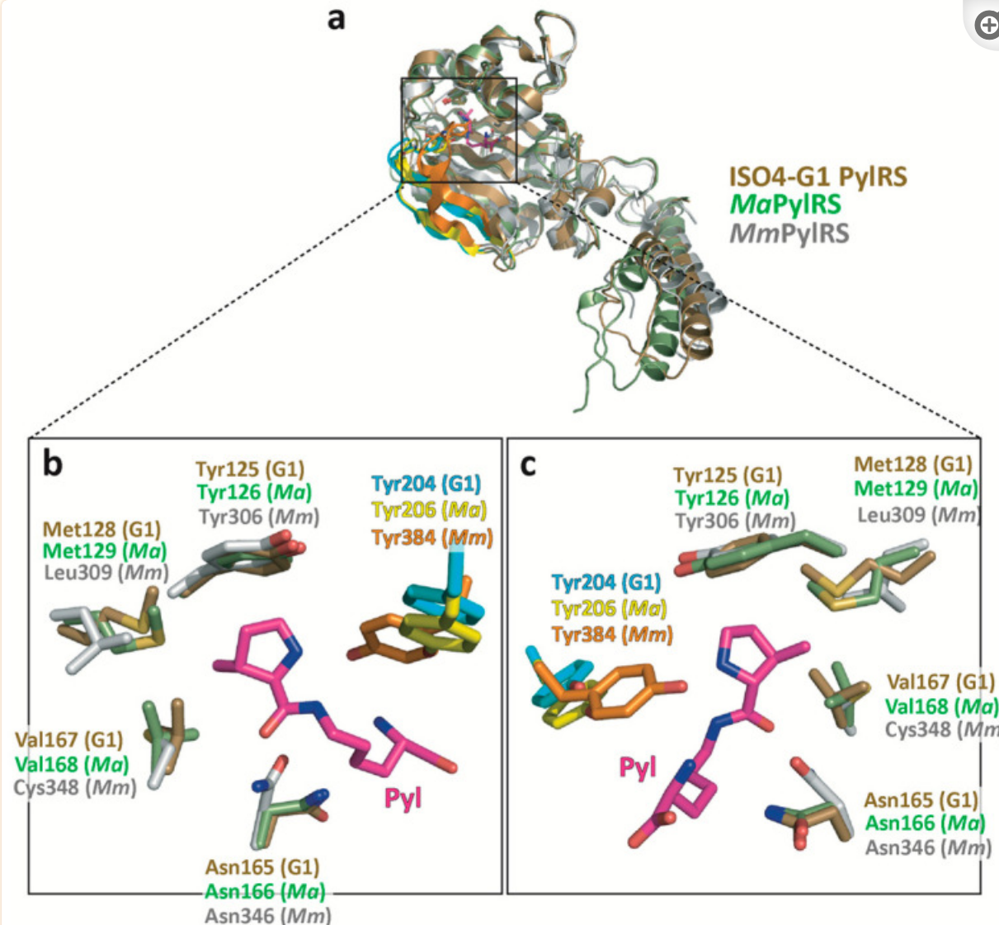 a
ISO4-G1 PylRS
MaPylRS
MmPylRS
b
Tyr125 (G1)
Tyr126 (Ma)
Tyr306 (Mm)
Tyr204 (G1)
Tyr206 (Ma)
Tyr384 (Mm)
Met128 (G1)
Met129 (Ma)
Leu309 (Mm)
Val167 (G1)
Val168 (Ma)
Cys348 (Mm)
Pyl
Asn165 (G1)
Asn166 (Ma)
Asn346 (Mm)
c
Tyr125 (G1)
Tyr126 (Ma)
Tyr306 (Mm)
Met128 (G1)
Met129 (Ma)
Leu309 (Mm)
Tyr204 (G1)
Tyr206 (Ma)
Tyr384 (Mm)
Val167 (G1)
Val168 (Ma)
Cys348 (Mm
Pyl
Asn165 (G1)
Asn166 (Ma)
Asn346 (Mm)